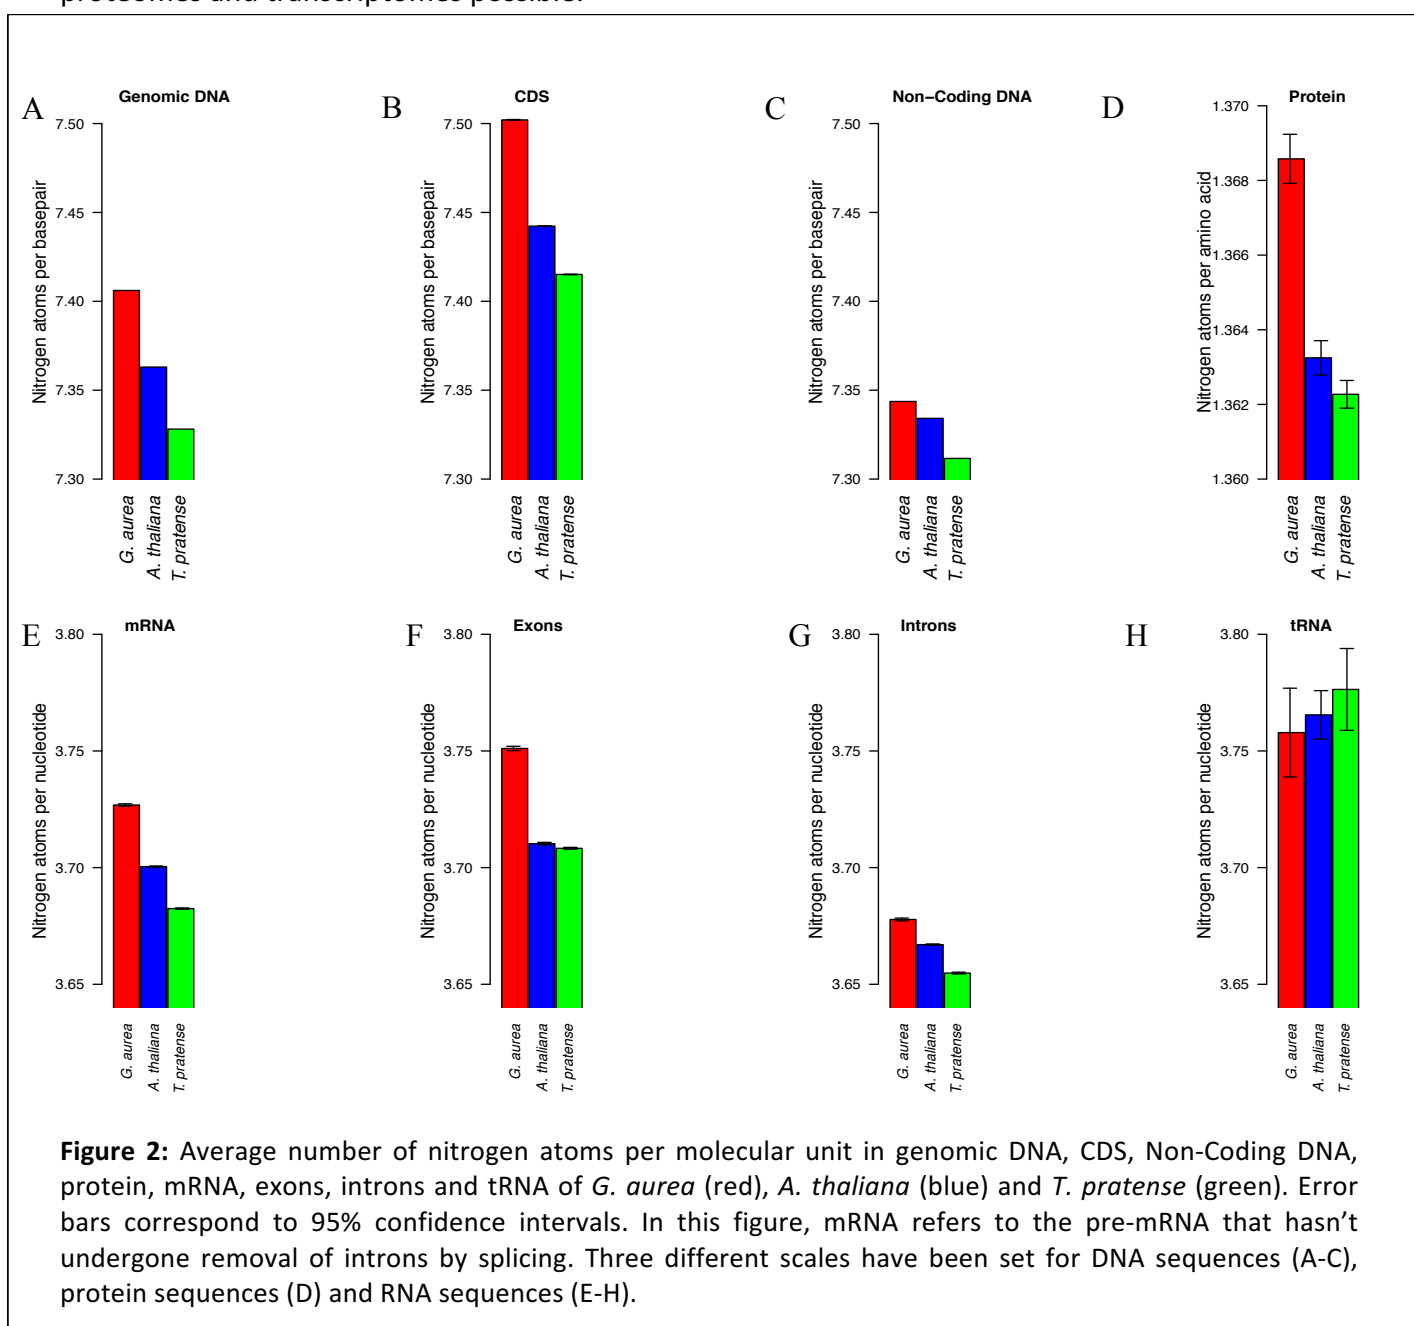 proteomes and transcriptomes possible.
A
Genomic DNA
Nitrogen atoms per basepair
7.50
7.45
7.40
7.35
7.30
G. aurea
A. thaliana
T. pratense
B
CDS
Nitrogen atoms per basepair
7.50
7.45
7.40
7.35
7.30
G. aurea
A. thaliana
T. pratense
C
Non−Coding DNA
Nitrogen atoms per basepair
7.50
7.45
7.40
7.35
7.30
G. aurea
A. thaliana
T. pratense
D
Protein
Nitrogen atoms per amino acid
1.370
1.368
1.366
1.364
1.362
1.360
G. aurea
A. thaliana
T. pratense
E
mRNA
Nitrogen atoms per nucleotide
3.80
3.75
3.70
3.65
G. aurea
A. thaliana
T. pratense
F
Exons
Nitrogen atoms per nucleotide
3.80
3.75
3.70
3.65
G. aurea
A. thaliana
T. pratense
G
Introns
Nitrogen atoms per nucleotide
3.80
3.75
3.70
3.65
G. aurea
A. thaliana
T. pratense
H
tRNA
Nitrogen atoms per nucleotide
3.80
3.75
3.70
3.65
G. aurea
A. thaliana
T. pratense
Figure 2: Average number of nitrogen atoms per molecular unit in genomic DNA, CDS, Non-Coding DNA,
protein, mRNA, exons, introns and tRNA of G. aurea (red), A. thaliana (blue) and T. pratense (green). Error
bars correspond to 95% confidence intervals. In this figure, mRNA refers to the pre-mRNA that hasn’t
undergone removal of introns by splicing. Three different scales have been set for DNA sequences (A-C),
protein sequences (D) and RNA sequences (E-H).